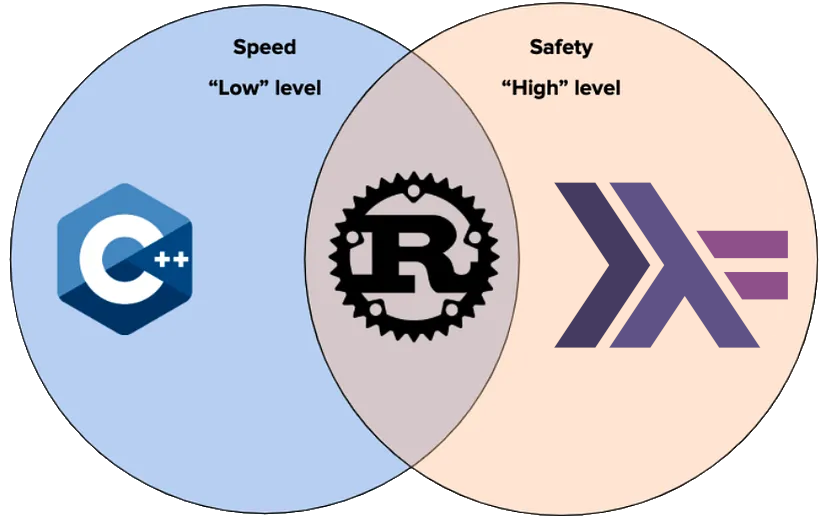 Speed
“Low” level
Safety
“High” level
C++
R